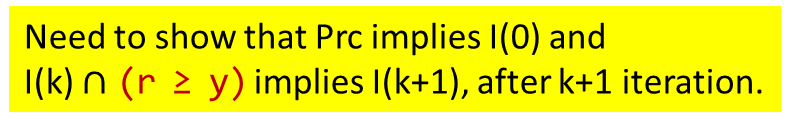 Need to show that Prc implies I(0) and
I(k) ∩ (r ≥ y) implies I(k+1), after k+1 iteration.